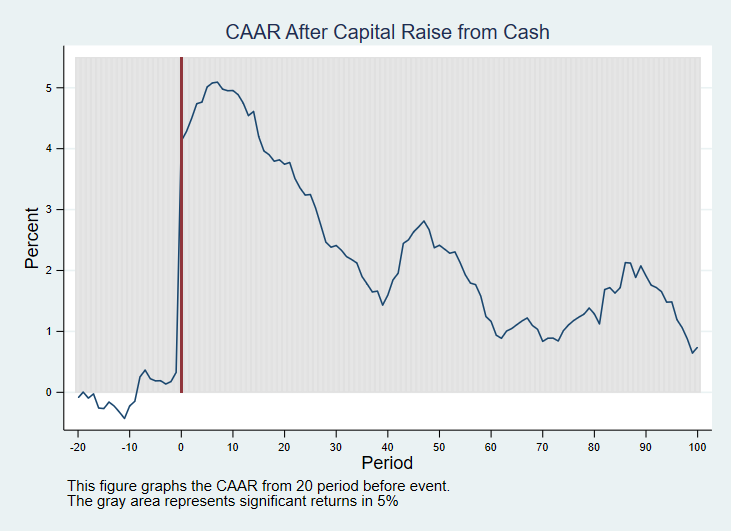 CAAR After Capital Raise from Cash
Percent
5
4
3
2
1
0
-20 -10 0 10 20 30 40 50 60 70 80 90 100
Period
This figure graphs the CAAR from 20 period before event.
The gray area represents significant returns in 5%